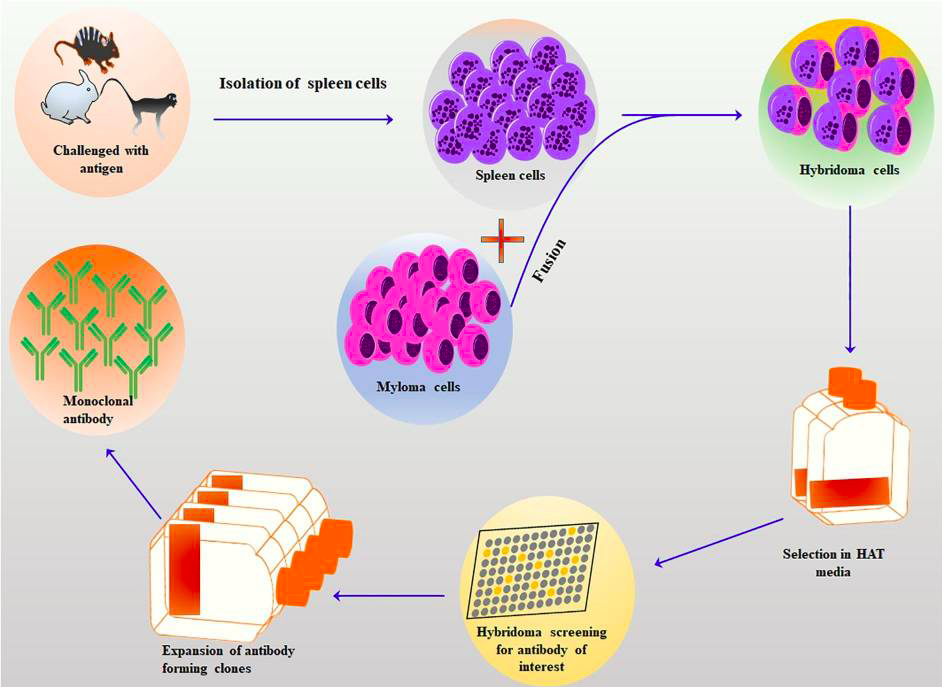 Isolation of spleen cells
Challenged with
antigen
Spleen cells
Hybridoma cells
Fusion
Myloma cells
Monoclonal
antibody
Selection in HAT
media
Hybridoma screening
for antibody of
interest
Expansion of antibody
forming clones